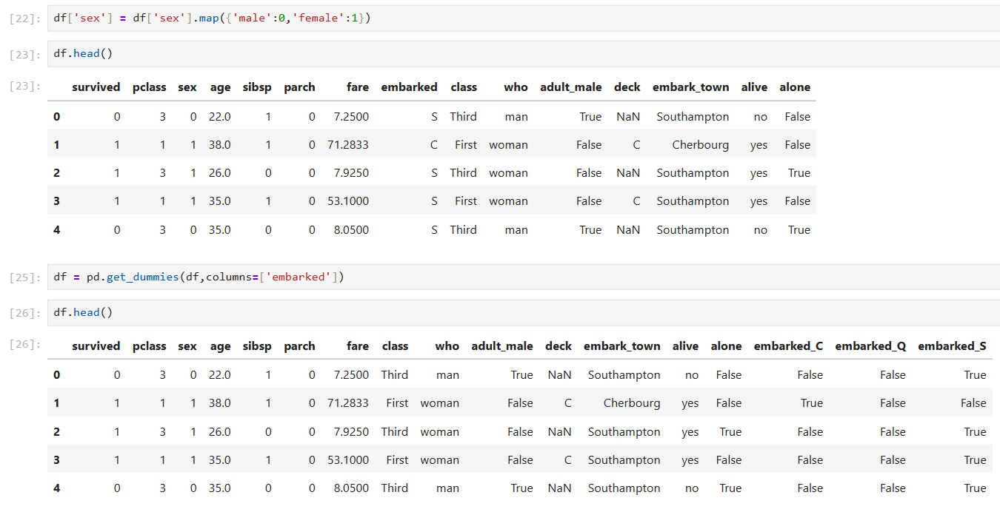 [22]: df['sex'] = df['sex'].map({'male':0,'female':1})
[23]: df.head()
[23]: survived pclass sex age sibsp parch fare embarked class who adult_male deck embark_town alive alone
0 0 3 0 22.0 1 0 7.2500 S Third man True NaN Southampton no False
1 1 1 1 38.0 1 0 71.2833 C First woman False C Cherbourg yes False
2 1 3 1 26.0 0 0 7.9250 S Third woman False NaN Southampton yes True
3 1 1 1 35.0 1 0 53.1000 S First woman False C Southampton yes False
4 0 3 0 35.0 0 0 8.0500 S Third man True NaN Southampton no True
[25]: df = pd.get_dummies(df,columns=['embarked'])
[26]: df.head()
[26]: survived pclass sex age sibsp parch fare class who adult_male deck embark_town alive alone embarked_C embarked_Q embarked_S
0 0 3 0 22.0 1 0 7.2500 Third man True NaN Southampton no False False False True
1 1 1 1 38.0 1 0 71.2833 First woman False C Cherbourg yes False True False False
2 1 3 1 26.0 0 0 7.9250 Third woman False NaN Southampton yes True False False True
3 1 1 1 35.0 1 0 53.1000 First woman False C Southampton yes False False False True
4 0 3 0 35.0 0 0 8.0500 Third man True NaN Southampton no True False False True